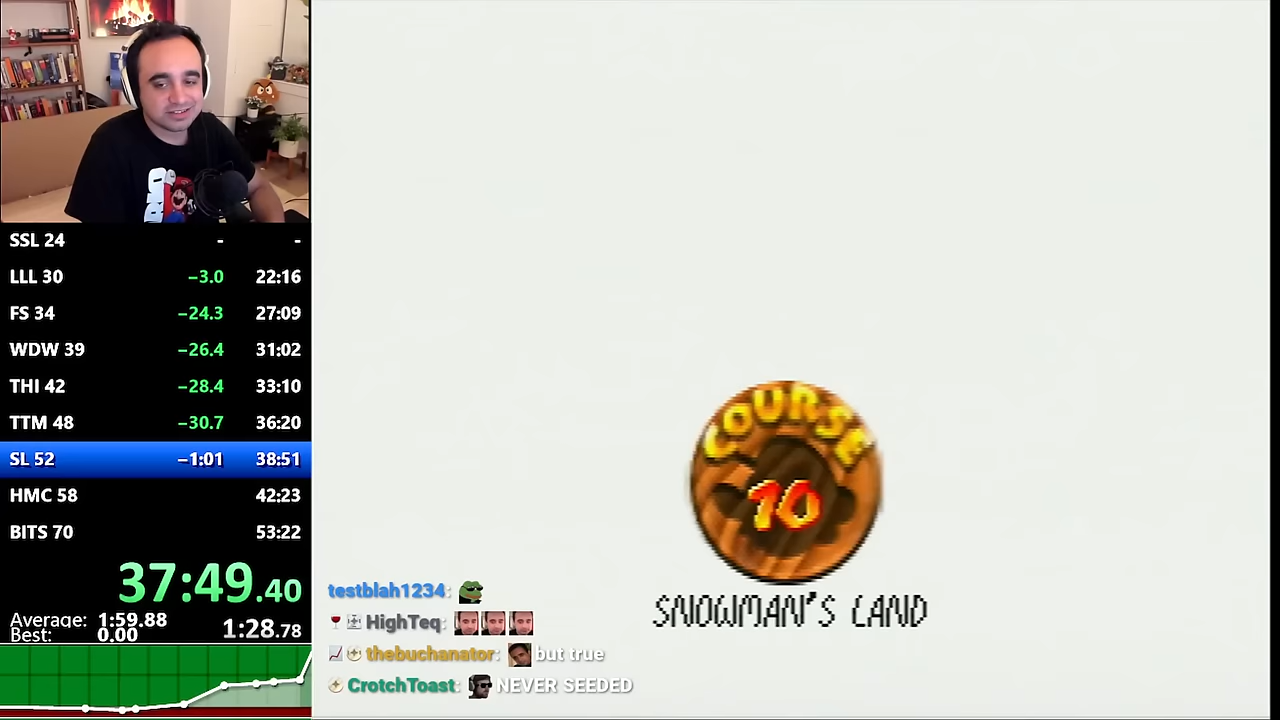 SSL 24 - -
LLL 30 -3.0 22:16
FS 34 -24.3 27:09
WDW 39 -26.4 31:02
THI 42 -28.4 33:10
TTM 48 -30.7 36:20
SL 52 -1:01 38:51
HMC 58 42:23
BITS 70 53:22
37:49.40
Average: 1:59.88
Best: 0.00
1:28.78
COURSE
10
SNOWMAN'S LAND
testblah1234:
HighTeq:
thebuchanator: but true
CrotchToast: NEVER SEEDED